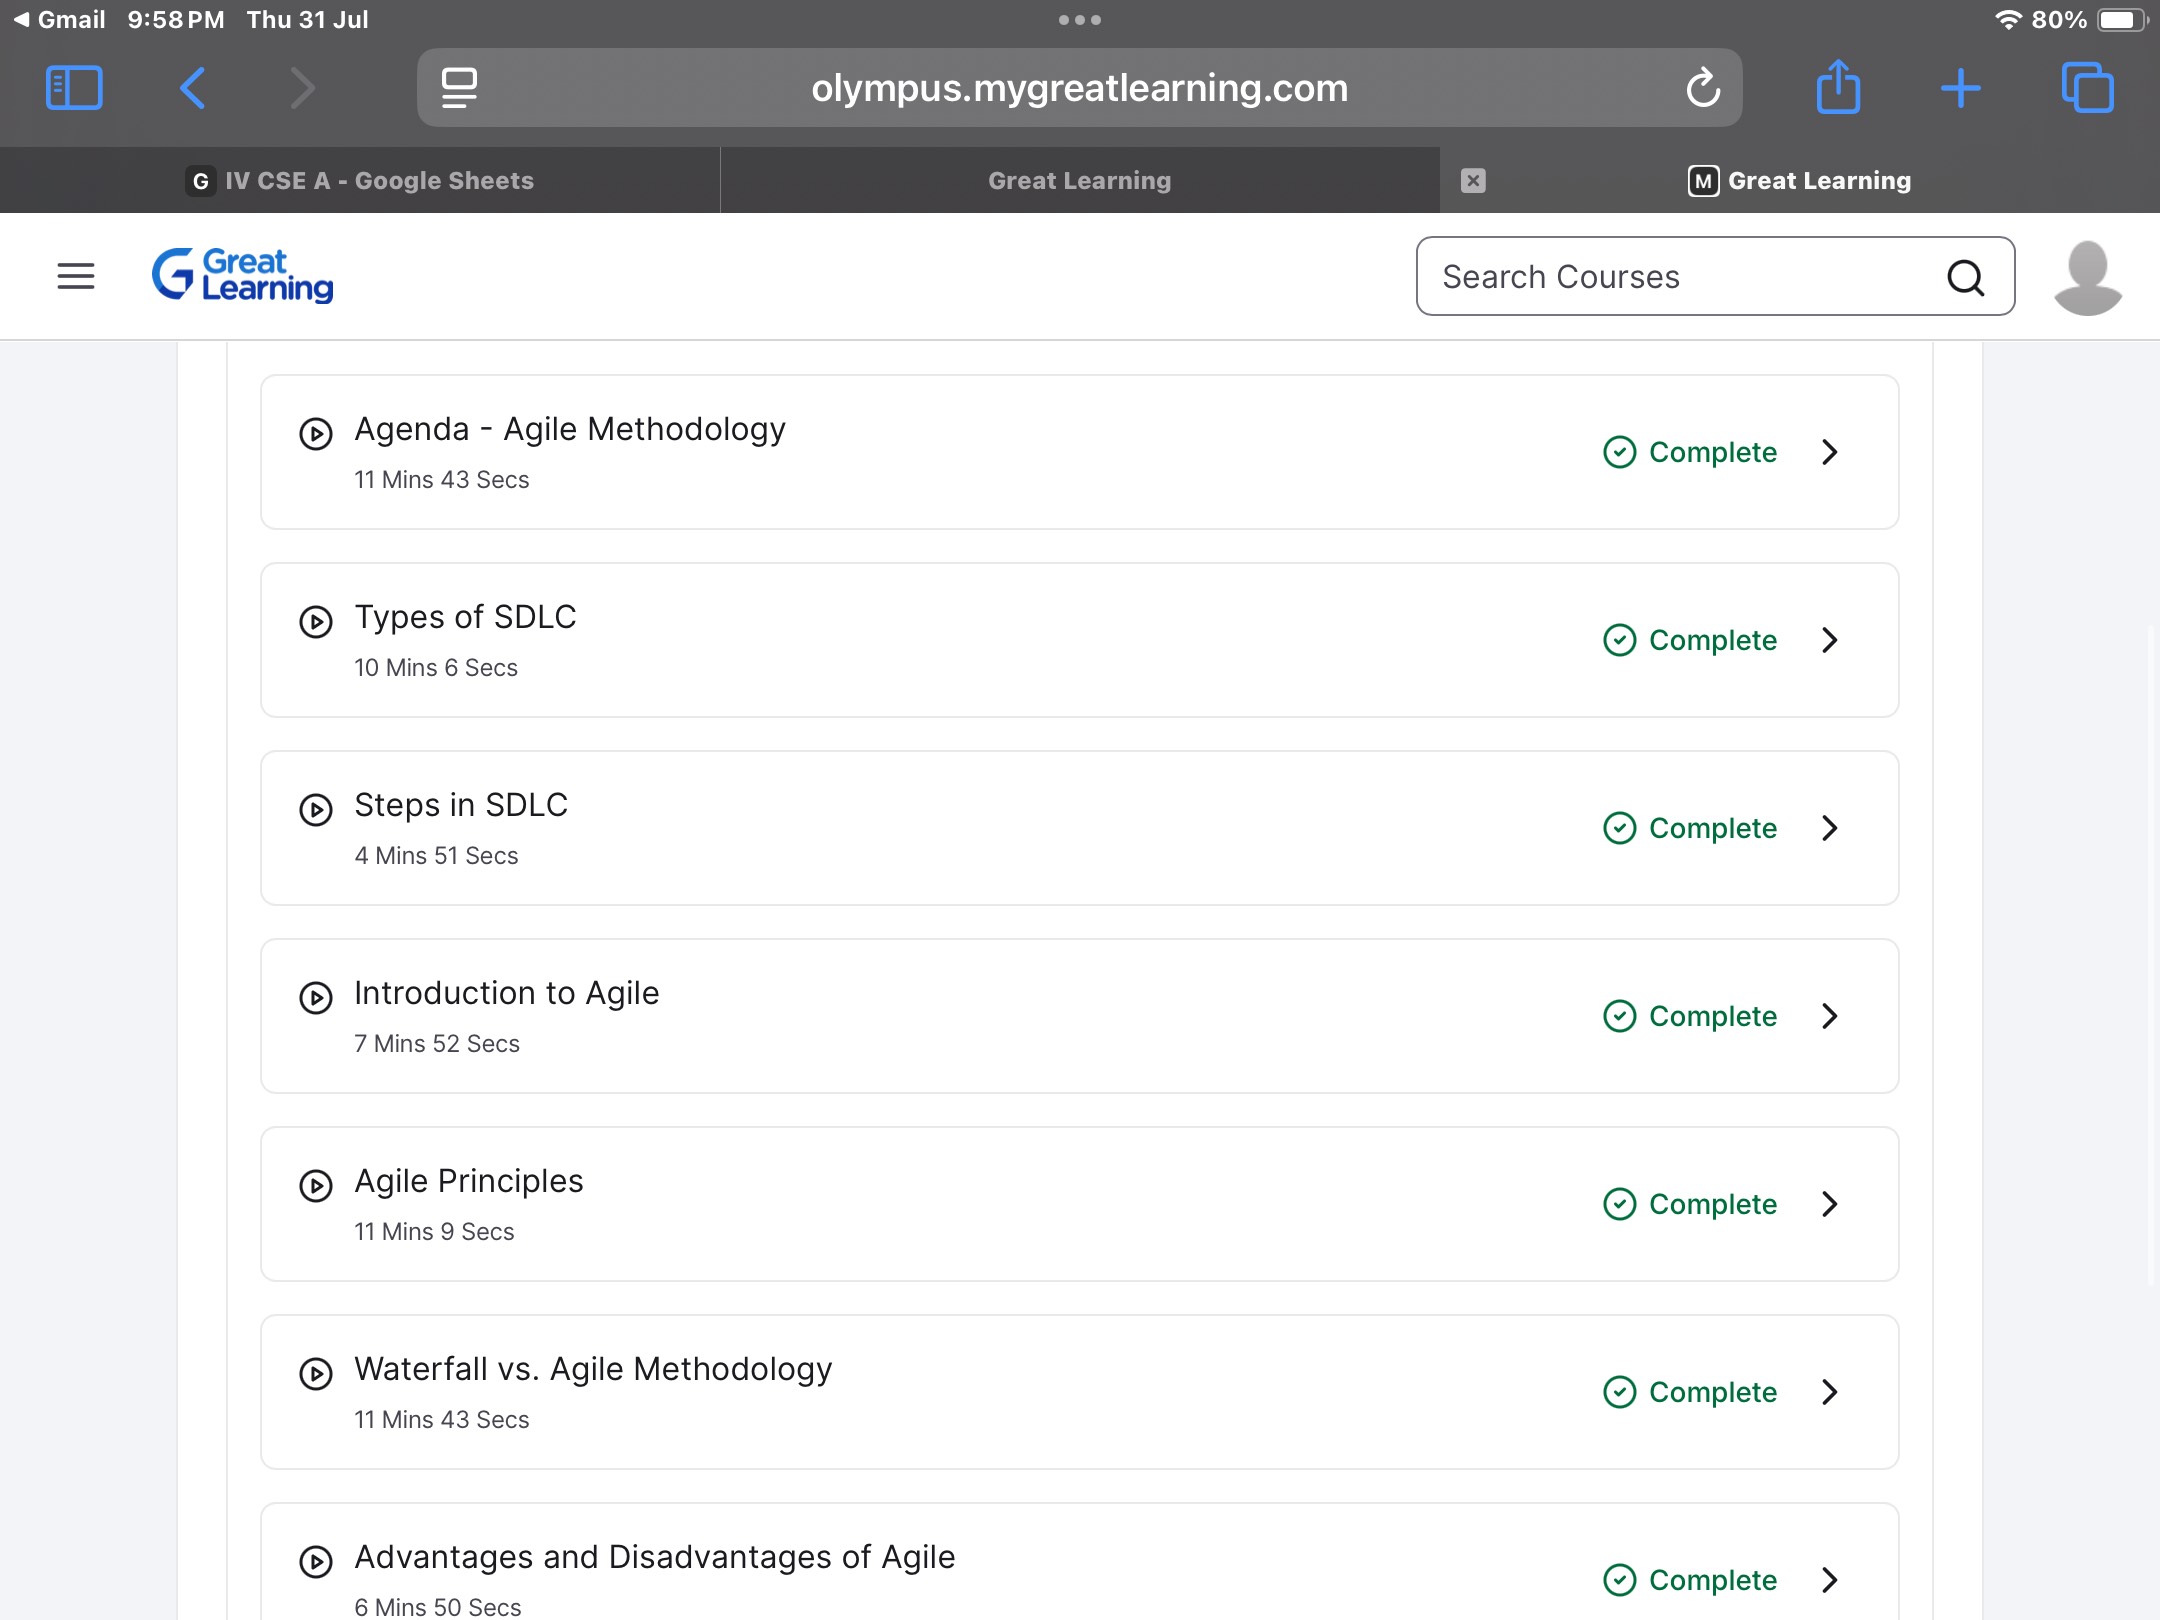 Gmail 9:58 PM Thu 31 Jul 80%
olympus.mygreatlearning.com
G IV CSE A - Google Sheets Great Learning M Great Learning
Great Learning
Search Courses
Agenda - Agile Methodology
11 Mins 43 Secs
Complete
Types of SDLC
10 Mins 6 Secs
Complete
Steps in SDLC
4 Mins 51 Secs
Complete
Introduction to Agile
7 Mins 52 Secs
Complete
Agile Principles
11 Mins 9 Secs
Complete
Waterfall vs. Agile Methodology
11 Mins 43 Secs
Complete
Advantages and Disadvantages of Agile
6 Mins 50 Secs
Complete